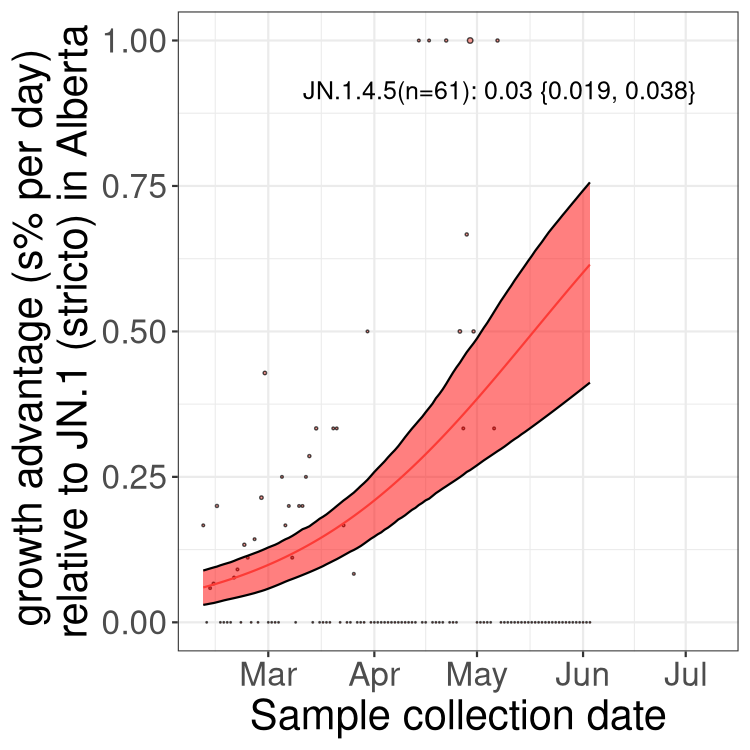 growth advantage (s% per day)
relative to JN.1 (stricto) in Alberta
1.00
0.75
0.50
0.25
0.00
JN.1.4.5(n=61): 0.03 {0.019, 0.038}
Mar Apr May Jun Jul
Sample collection date